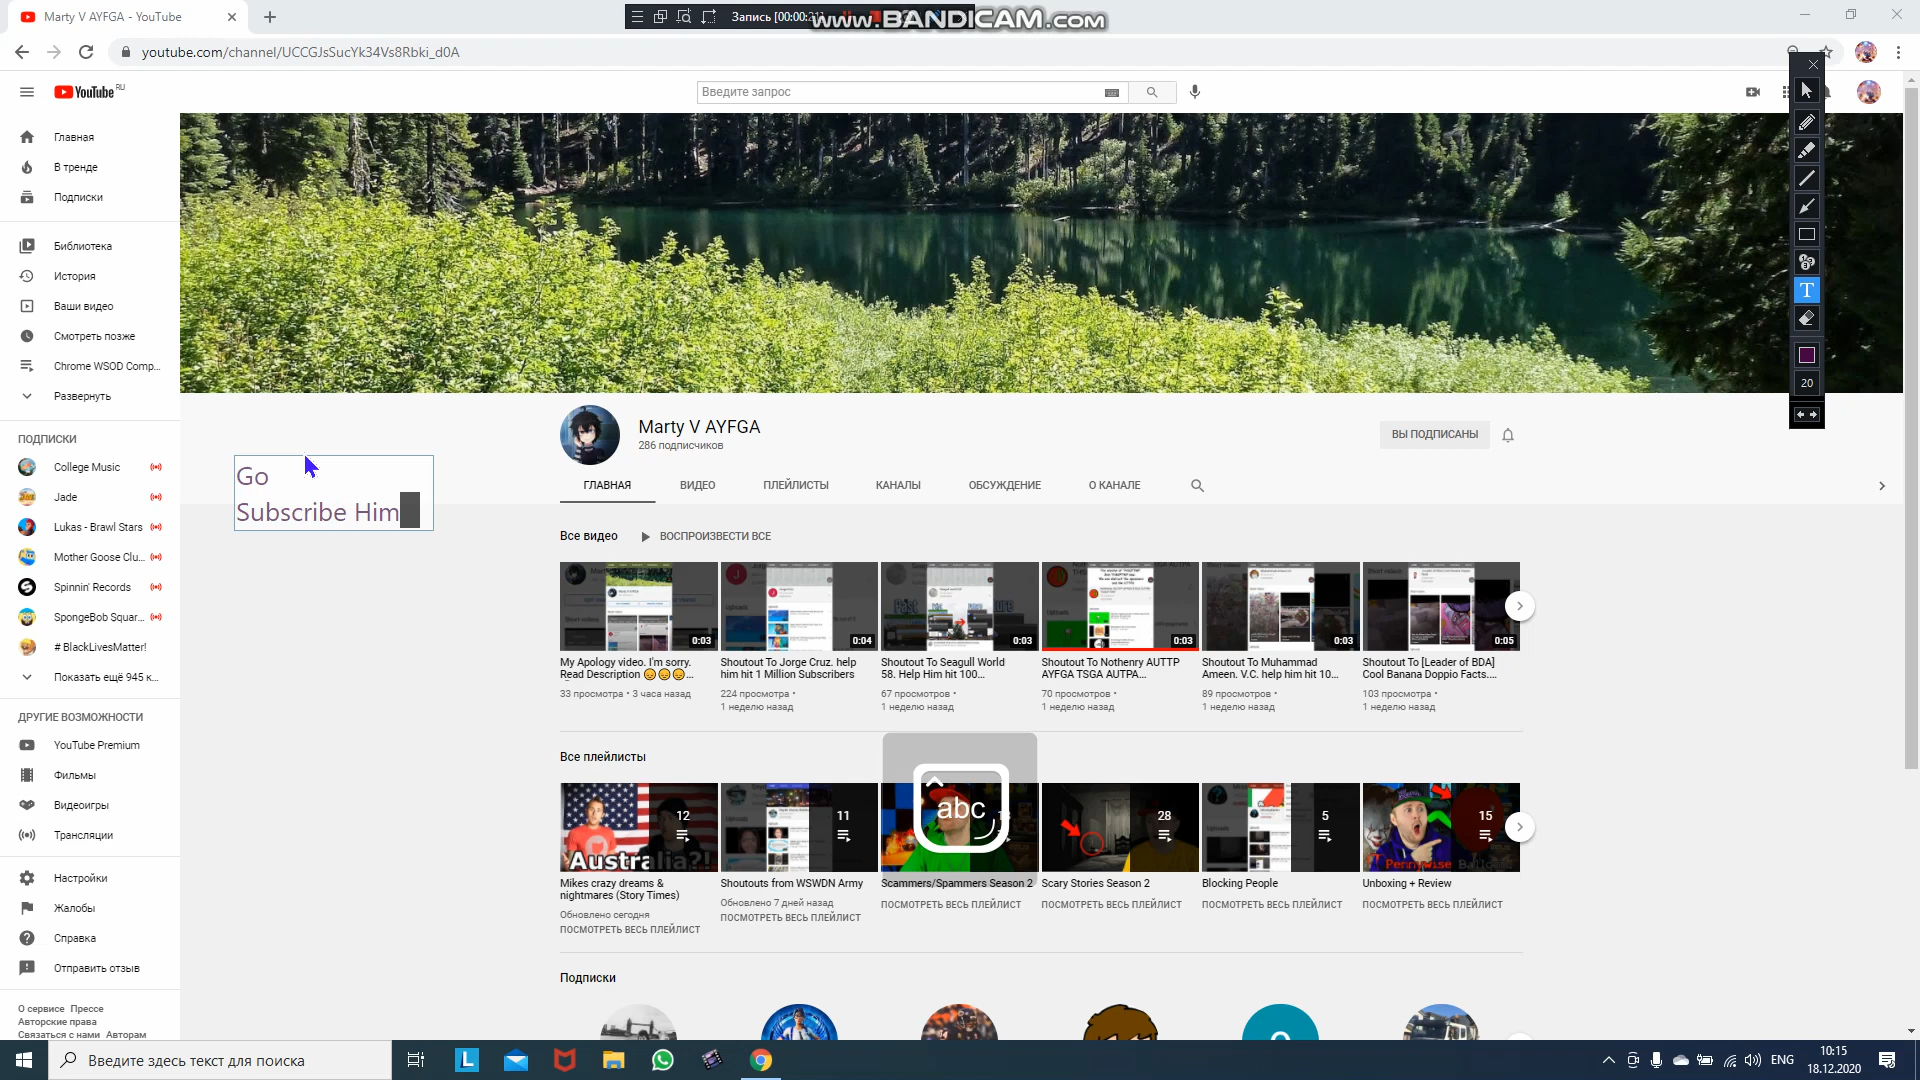 Marty V AYFGA - YouTube
Запись [00:00:21]
www.BANDICAM.com
youtube.com/channel/UCCGJsSucYk34Vs8Rbki_d0A
YouTube RU
Введите запрос
Главная
В тренде
Подписки
Библиотека
История
Ваши видео
Смотреть позже
Chrome WSOD Comp...
Развернуть
ПОДПИСКИ
College Music
Jade
Lukas - Brawl Stars
Mother Goose Clu...
Spinnin' Records
SpongeBob Squar...
# BlackLivesMatter!
Показать ещё 945 к...
ДРУГИЕ ВОЗМОЖНОСТИ
YouTube Premium
Фильмы
Видеоигры
Трансляции
Настройки
Жалобы
Справка
Отправить отзыв
О сервисе Прессе
Авторские права
Связаться с нами Авторам
T
20
Go
Subscribe Him
Marty V AYFGA
286 подписчиков
ВЫ ПОДПИСАНЫ
ГЛАВНАЯ ВИДЕО ПЛЕЙЛИСТЫ КАНАЛЫ ОБСУЖДЕНИЕ О КАНАЛЕ
Все видео ВОСПРОИЗВЕСТИ ВСЕ
0:03
My Apology video. I'm sorry.
Read Description 😞😞😞...
33 просмотра • 3 часа назад
0:04
Shoutout To Jorge Cruz. help
him hit 1 Million Subscribers
224 просмотра •
1 неделю назад
0:03
Shoutout To Seagull World
58. Help Him hit 100...
67 просмотров •
1 неделю назад
0:03
Shoutout To Nothenry AUTTP
AYFGA TSGA AUTPA...
70 просмотров •
1 неделю назад
0:03
Shoutout To Muhammad
Ameen. V.C. help him hit 10...
89 просмотров •
1 неделю назад
0:05
Shoutout To [Leader of BDA]
Cool Banana Doppio Facts....
103 просмотра •
1 неделю назад
Все плейлисты
Australia?!
12
Mikes crazy dreams &
nightmares (Story Times)
Обновлено сегодня
ПОСМОТРЕТЬ ВЕСЬ ПЛЕЙЛИСТ
11
Shoutouts from WSWDN Army
Обновлено 7 дней назад
ПОСМОТРЕТЬ ВЕСЬ ПЛЕЙЛИСТ
abc
Scammers/Spammers Season 2
ПОСМОТРЕТЬ ВЕСЬ ПЛЕЙЛИСТ
28
Scary Stories Season 2
ПОСМОТРЕТЬ ВЕСЬ ПЛЕЙЛИСТ
5
Blocking People
ПОСМОТРЕТЬ ВЕСЬ ПЛЕЙЛИСТ
15
Pennywise
Unboxing + Review
ПОСМОТРЕТЬ ВЕСЬ ПЛЕЙЛИСТ
Подписки
Введите здесь текст для поиска
L
ENG
10:15
18.12.2020